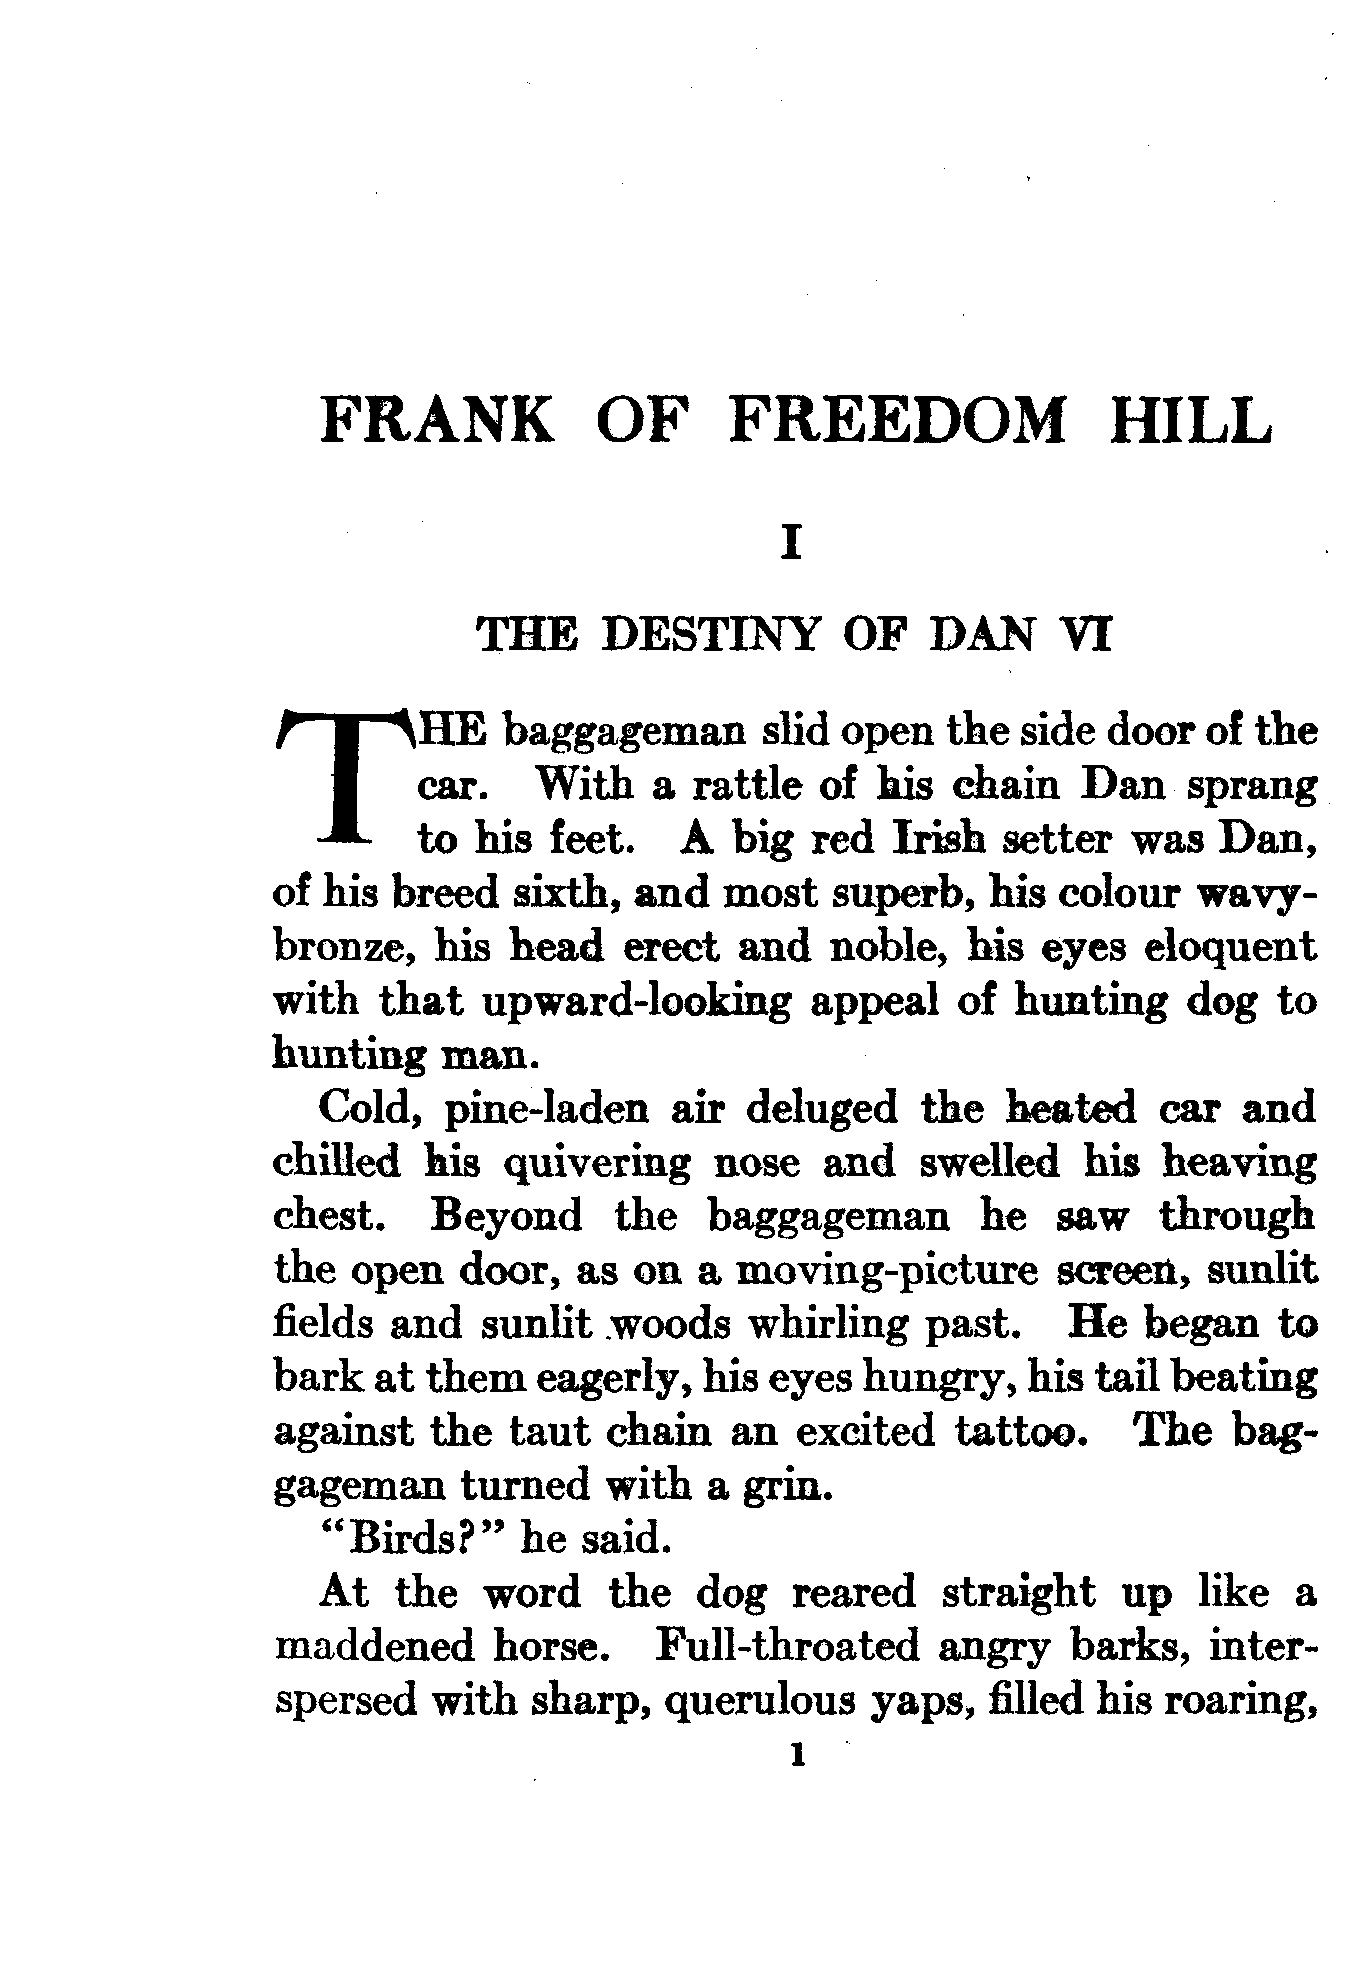 FRANK OF FREEDOM HILL
I
THE DESTINY OF DAN VI
THE baggageman slid open the side door of the
car. With a rattle of his chain Dan sprang
to his feet. A big red Irish setter was Dan,
of his breed sixth, and most superb, his colour wavy-
bronze, his head erect and noble, his eyes eloquent
with that upward-looking appeal of hunting dog to
hunting man.
Cold, pine-laden air deluged the heated car and
chilled his quivering nose and swelled his heaving
chest. Beyond the baggageman he saw through
the open door, as on a moving-picture screen, sunlit
fields and sunlit woods whirling past. He began to
bark at them eagerly, his eyes hungry, his tail beating
against the taut chain an excited tattoo. The bag-
gageman turned with a grin.
"Birds?" he said.
At the word the dog reared straight up like a
maddened horse. Full-throated angry barks, inter-
spersed with sharp, querulous yaps, filled his roaring,
1